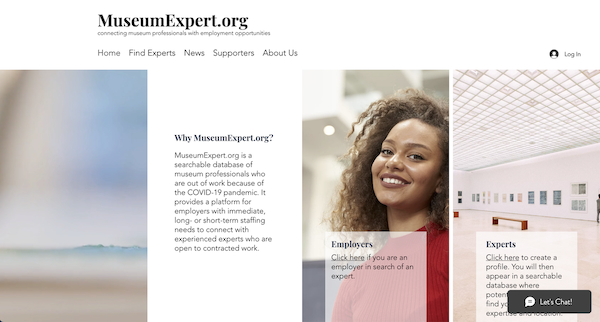 MuseumExpert.org
connecting museum professionals with employment opportunities
Home Find Experts News Supporters About Us
Log In
Why MuseumExpert.org?
MuseumExpert.org is a
searchable database of
museum professionals who
are out of work because of
the COVID-19 pandemic. It
provides a platform for
employers with immediate,
long- or short-term staffing
needs to connect with
experienced experts who are
open to contracted work.
Employers
Click here if you are an
employer in search of an
expert.
Experts
Click here to create a
profile. You will then
appear in a searchable
database where
find
expertise and location.
Let's Chat!